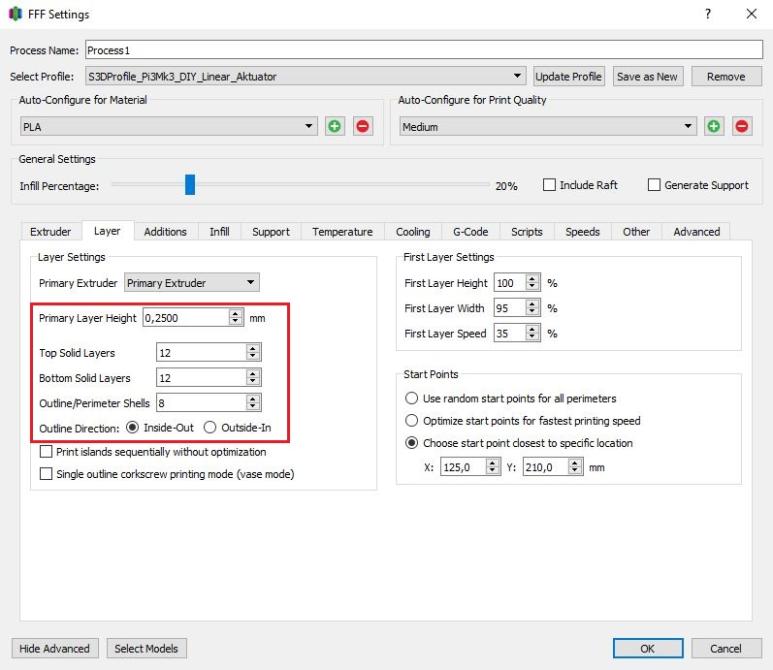 FFF Settings
Process Name: Process1
Select Profile: S3DProfile_Pi3Mk3_DIY_Linear_Aktuator Update Profile Save as New Remove
Auto-Configure for Material Auto-Configure for Print Quality
PLA Medium
General Settings
Infill Percentage: 20% Include Raft Generate Support
Extruder Layer Additions Infill Support Temperature Cooling G-Code Scripts Speeds Other Advanced
Layer Settings
Primary Extruder Primary Extruder
Primary Layer Height 0,2500 mm
Top Solid Layers 12
Bottom Solid Layers 12
Outline/Perimeter Shells 8
Outline Direction: Inside-Out Outside-In
Print islands sequentially without optimization
Single outline corkscrew printing mode (vase mode)
First Layer Settings
First Layer Height 100 %
First Layer Width 95 %
First Layer Speed 35 %
Start Points
Use random start points for all perimeters
Optimize start points for fastest printing speed
Choose start point closest to specific location
X: 125,0 Y: 210,0 mm
Hide Advanced Select Models OK Cancel